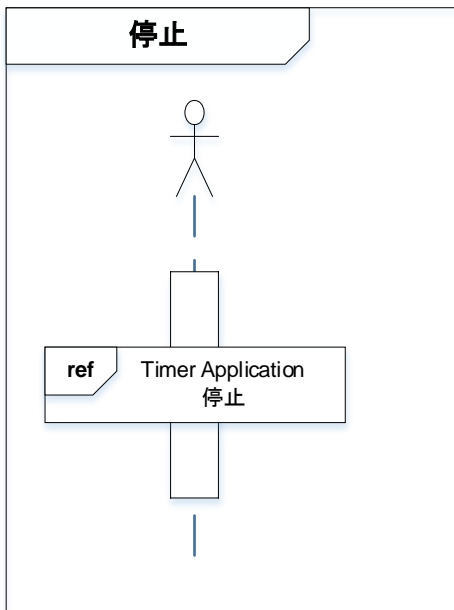 停止
ref
Timer Application
停止